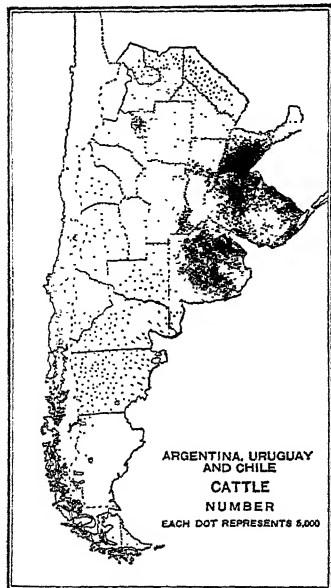 ARGENTINA, URUGUAY
AND CHILE
CATTLE
NUMBER
EACH DOT REPRESENTS 5,000